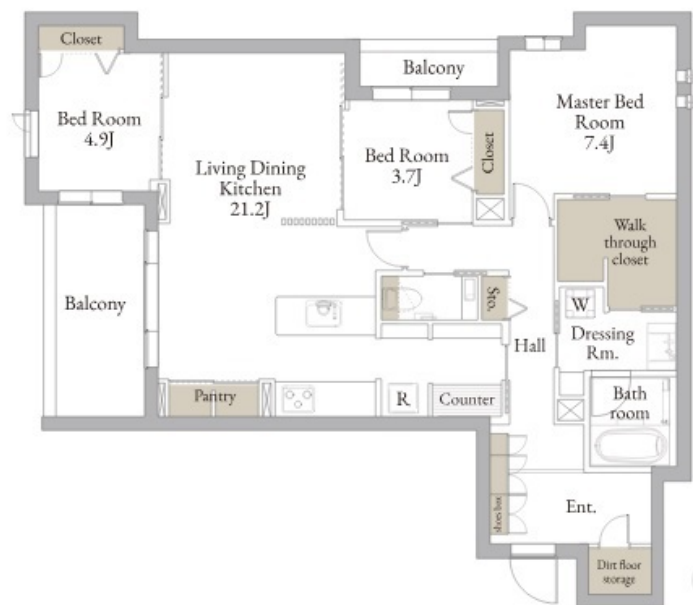 Closet
Balcony
Bed Room
4.9J
Master Bed
Room
7.4J
Living Dining
Kitchen
21.2J
Bed Room
3.7J
Closet
Walk
through
closet
Balcony
Sto.
W
Hall
Dressing
Rm.
Pantry
R
Counter
Bath
room
shoes box
Ent.
Dirt floor
storage